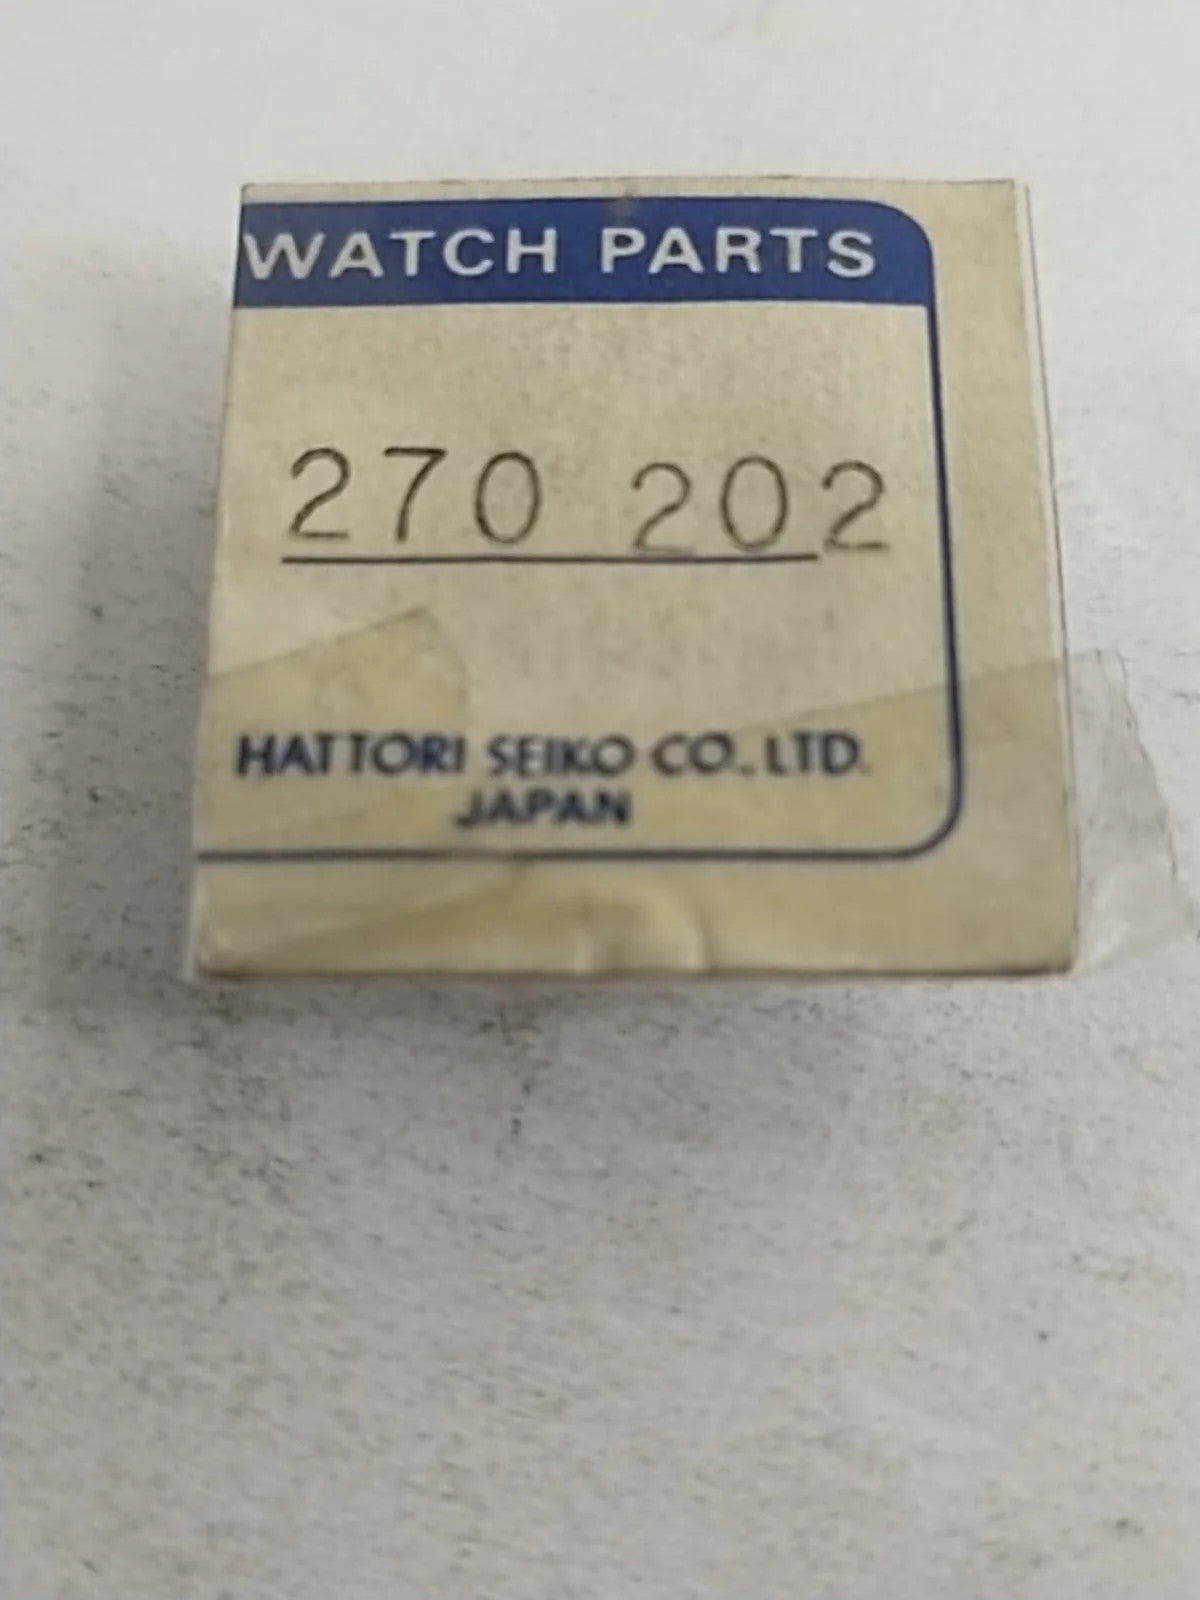 WATCH PARTS
270 202
HATTORI SEIKO CO., LTD.
JAPAN